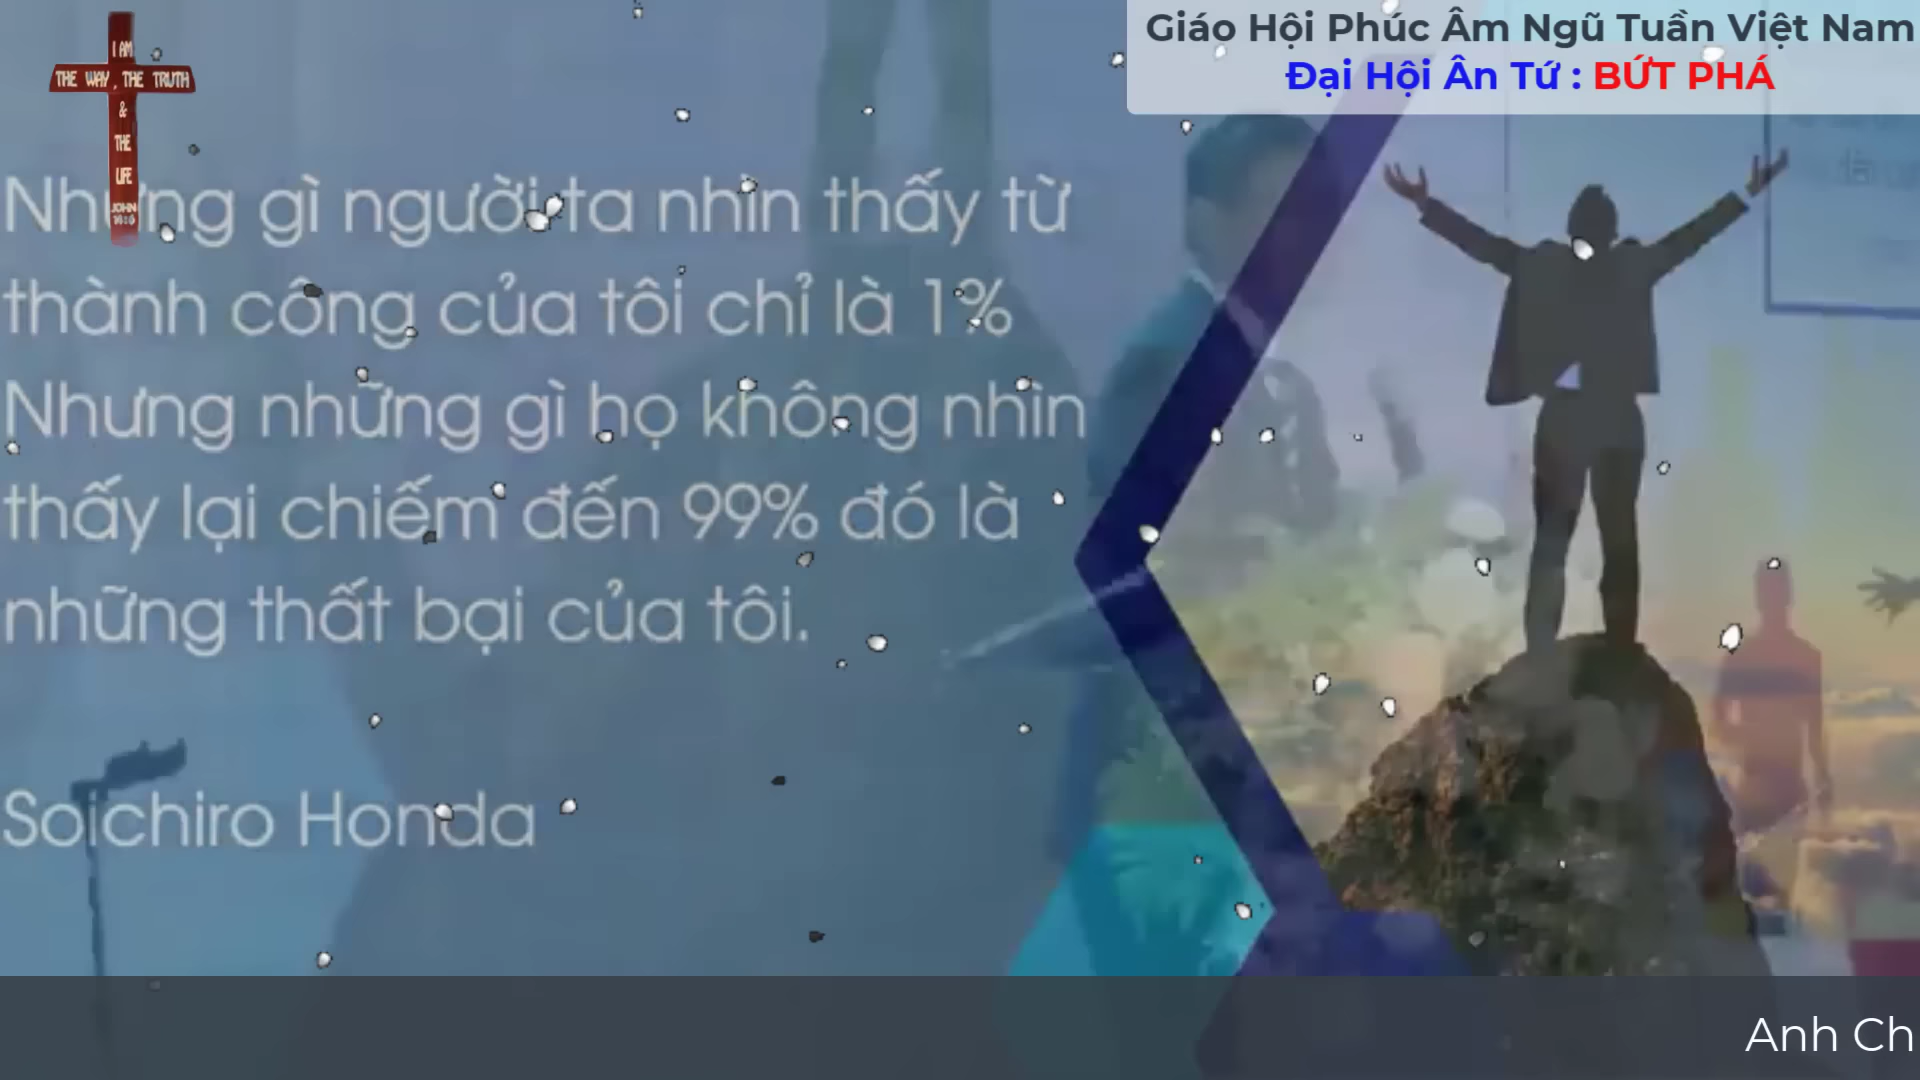 Giáo Hội Phúc Âm Ngũ Tuần Việt Nam
Đại Hội Ân Tứ : BỨT PHÁ
I AM
THE WAY, THE TRUTH
&
THE
LIFE
JOHN
14:6
Những gì người ta nhìn thấy từ
thành công của tôi chỉ là 1%
Nhưng những gì họ không nhìn
thấy lại chiếm đến 99% đó là
những thất bại của tôi.
Soichiro Honda
Anh Ch